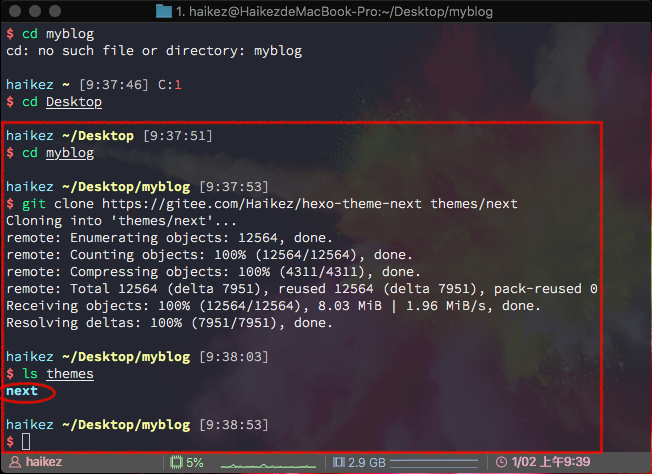 1. haikez@HaikezdeMacBook-Pro:~/Desktop/myblog
$ cd myblog
cd: no such file or directory: myblog
haikez ~ [9:37:46] C:1
$ cd Desktop
haikez ~/Desktop [9:37:51]
$ cd myblog
haikez ~/Desktop/myblog [9:37:53]
$ git clone https://gitee.com/Haikez/hexo-theme-next themes/next
Cloning into 'themes/next'...
remote: Enumerating objects: 12564, done.
remote: Counting objects: 100% (12564/12564), done.
remote: Compressing objects: 100% (4311/4311), done.
remote: Total 12564 (delta 7951), reused 12564 (delta 7951), pack-reused 0
Receiving objects: 100% (12564/12564), 8.03 MiB | 1.96 MiB/s, done.
Resolving deltas: 100% (7951/7951), done.
haikez ~/Desktop/myblog [9:38:03]
$ ls themes
next
haikez ~/Desktop/myblog [9:38:53]
$
haikez 5% 2.9 GB 1/02 上午9:39